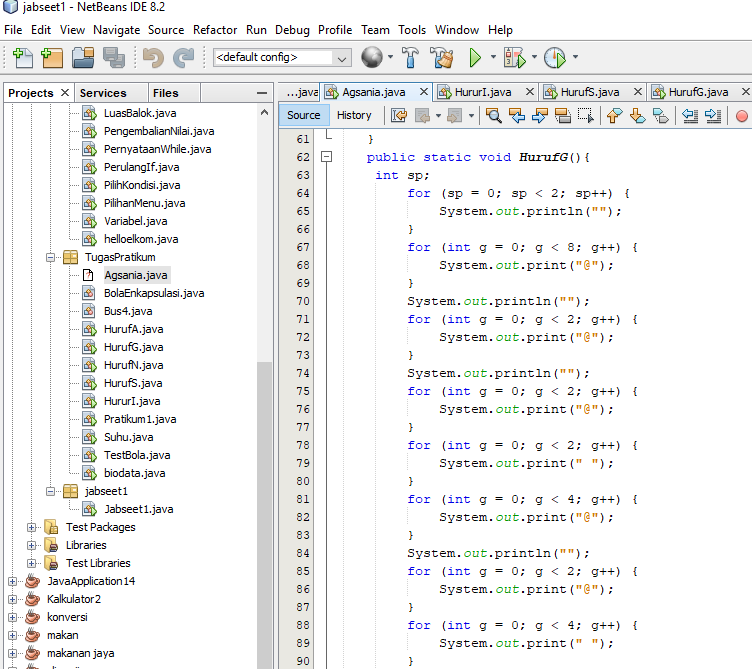 jabseet1 - NetBeans IDE 8.2
File Edit View Navigate Source Refactor Run Debug Profile Team Tools Window Help
<default config>
Projects Services Files
LuasBalok.java
PengembalianNilai.java
PernyataanWhile.java
PerulangIf.java
PilihKondisi.java
PilihanMenu.java
Variabel.java
helloelkom.java
TugasPratikum
Agsania.java
BolaEnkapsulasi.java
Bus4.java
HurufA.java
HurufG.java
HurufN.java
HurufS.java
HururI.java
Pratikum1.java
Suhu.java
TestBola.java
biodata.java
jabseet1
Jabseet1.java
Test Packages
Libraries
Test Libraries
JavaApplication14
Kalkulator2
konversi
makan
makanan jaya
...java Agsania.java HururI.java HurufS.java HurufG.java
Source History
61 }
62 public static void HurufG(){
63 int sp;
64 for (sp = 0; sp < 2; sp++) {
65 System.out.println("");
66 }
67 for (int g = 0; g < 8; g++) {
68 System.out.print("@");
69 }
70 System.out.println("");
71 for (int g = 0; g < 2; g++) {
72 System.out.print("@");
73 }
74 System.out.println("");
75 for (int g = 0; g < 2; g++) {
76 System.out.print("@");
77 }
78 for (int g = 0; g < 2; g++) {
79 System.out.print(" ");
80 }
81 for (int g = 0; g < 4; g++) {
82 System.out.print("@");
83 }
84 System.out.println("");
85 for (int g = 0; g < 2; g++) {
86 System.out.print("@");
87 }
88 for (int g = 0; g < 4; g++) {
89 System.out.print(" ");
90 }